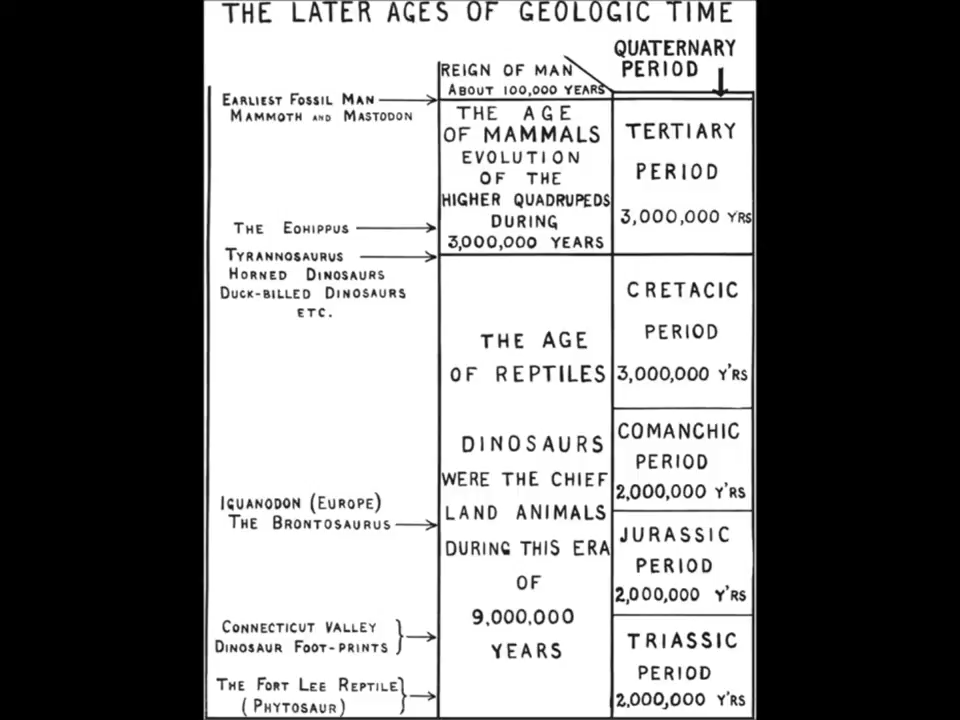 THE LATER AGES OF GEOLOGIC TIME
QUATERNARY
PERIOD
REIGN OF MAN
ABOUT 100,000 YEARS
EARLIEST FOSSIL MAN
MAMMOTH AND MASTODON
THE AGE
OF MAMMALS
EVOLUTION
OF THE
HIGHER QUADRUPEDS
DURING
3,000,000 YEARS
TERTIARY
PERIOD
3,000,000 YRS
THE EOHIPPUS
TYRANNOSAURUS
HORNED DINOSAURS
DUCK-BILLED DINOSAURS
ETC.
THE AGE
OF REPTILES
DINOSAURS
WERE THE CHIEF
LAND ANIMALS
DURING THIS ERA
OF
9,000,000
YEARS
CRETACIC
PERIOD
3,000,000 Y'RS
COMANCHIC
PERIOD
2,000,000 Y'RS
IGUANODON (EUROPE)
THE BRONTOSAURUS
JURASSIC
PERIOD
2,000,000 Y'RS
CONNECTICUT VALLEY
DINOSAUR FOOT-PRINTS
THE FORT LEE REPTILE
(PHYTOSAUR)
TRIASSIC
PERIOD
2,000,000 Y'RS